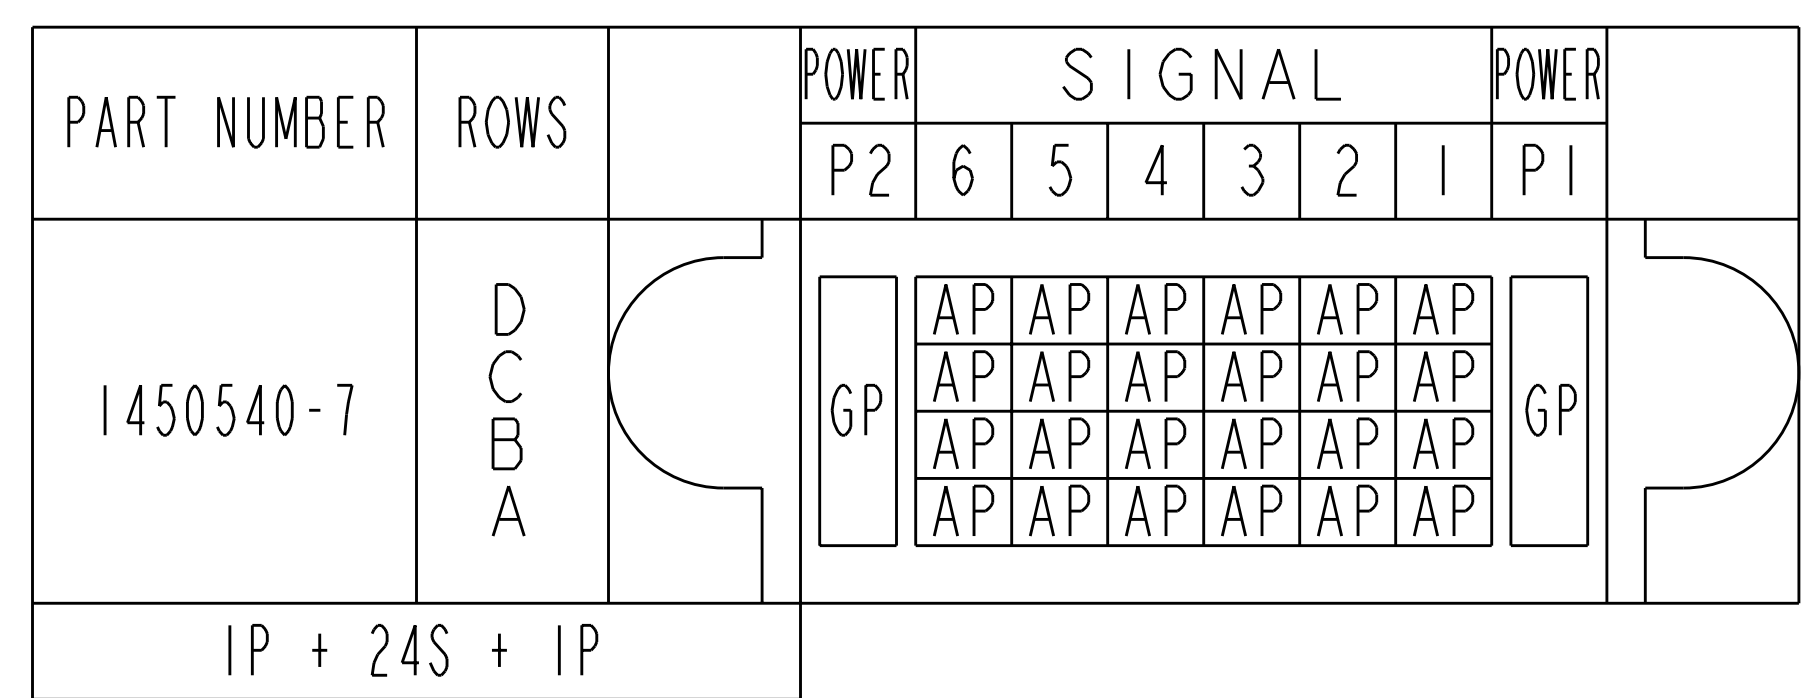 PART NUMBER ROWS POWER SIGNAL POWER
P2 6 5 4 3 2 1 P1
D AP AP AP AP AP AP
C AP AP AP AP AP AP
1450540-7 GP GP
B AP AP AP AP AP AP
A AP AP AP AP AP AP
1P + 24S + 1P